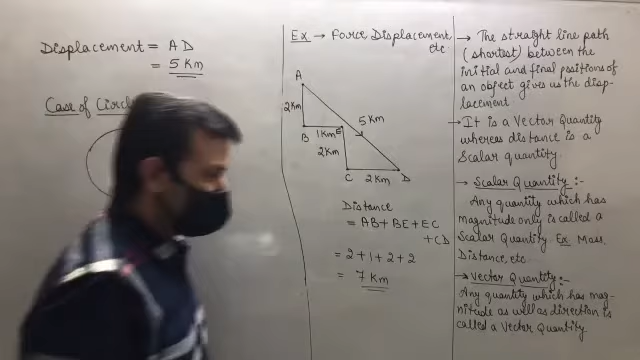 Displacement = AD
= 5 Km
Case of Circ
Ex → Force Displacement
etc.
A
2Km
5 Km
B
1Km
E
2Km
C
2Km
D
Distance
= AB + BE + EC
+ CD
= 2 + 1 + 2 + 2
= 7 Km
→ The straight line path
(shortest) between the
initial and final positions of
an object gives us the disp-
lacement
→ It is a Vector Quantity
whereas distance is a
Scalar quantity.
→ Scalar Quantity :-
Any quantity which has
magnitude only is called a
Scalar Quantity. Ex. Mass,
Distance, etc.
→ Vector Quantity :-
Any quantity which has mag-
nitude as well as direction is
called a Vector Quantity